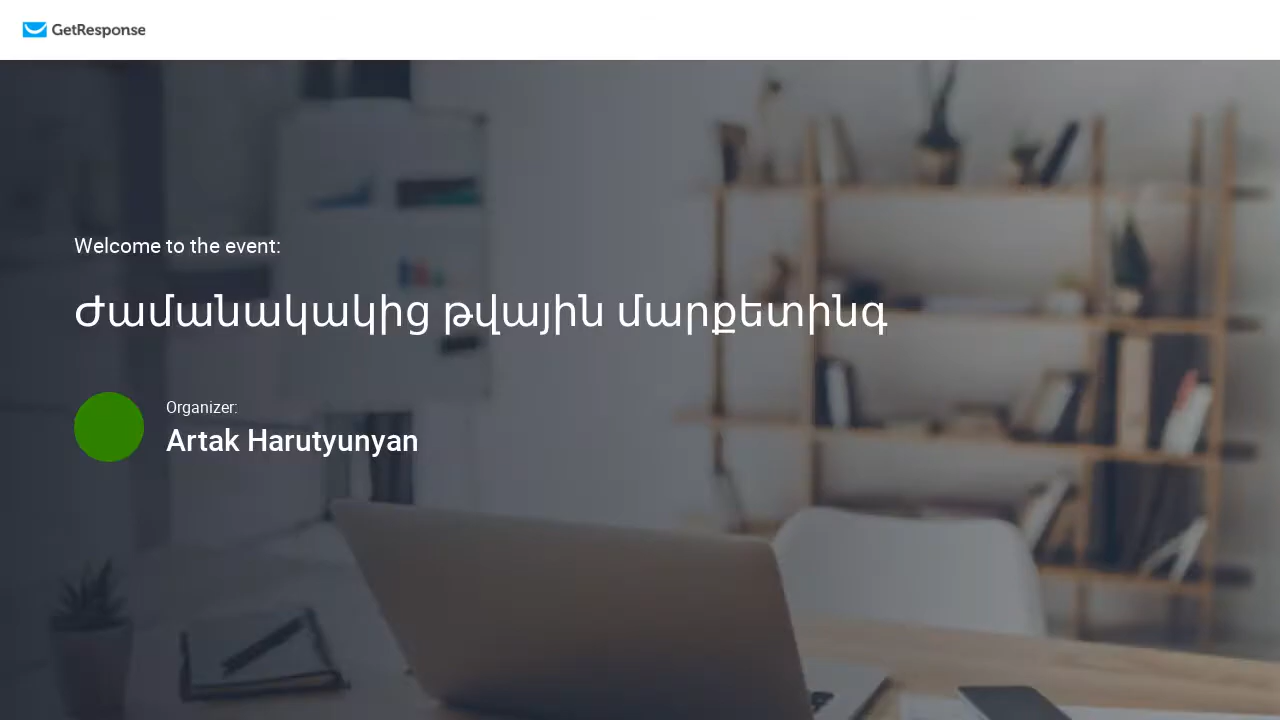 GetResponse
Welcome to the event:
Ժամանակակից թվային մարքետինգ
Organizer:
Artak Harutyunyan